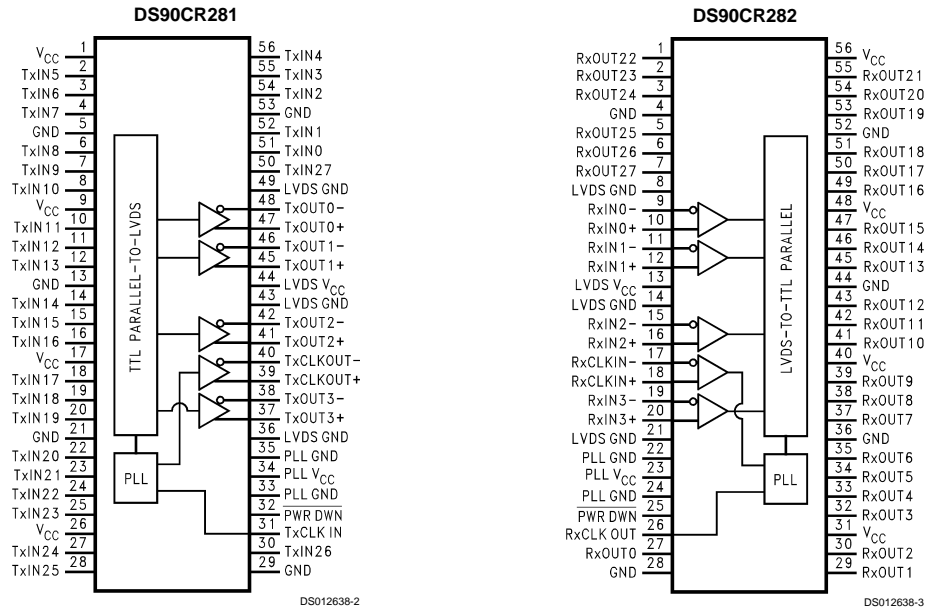 DS90CR281
V_CC 1
TxIN5 2
TxIN6 3
TxIN7 4
GND 5
TxIN8 6
TxIN9 7
TxIN10 8
V_CC 9
TxIN11 10
TxIN12 11
TxIN13 12
GND 13
TxIN14 14
TxIN15 15
TxIN16 16
V_CC 17
TxIN17 18
TxIN18 19
TxIN19 20
GND 21
TxIN20 22
TxIN21 23
TxIN22 24
TxIN23 25
V_CC 26
TxIN24 27
TxIN25 28
TTL PARALLEL-TO-LVDS
PLL
56 TxIN4
55 TxIN3
54 TxIN2
53 GND
52 TxIN1
51 TxIN0
50 TxIN27
49 LVDS GND
48 TxOUT0-
47 TxOUT0+
46 TxOUT1-
45 TxOUT1+
44 LVDS V_CC
43 LVDS GND
42 TxOUT2-
41 TxOUT2+
40 TxCLKOUT-
39 TxCLKOUT+
38 TxOUT3-
37 TxOUT3+
36 LVDS GND
35 PLL GND
34 PLL V_CC
33 PLL GND
32 PWR DWN
31 TxCLK IN
30 TxIN26
29 GND
DS012638-2
DS90CR282
RxOUT22 1
RxOUT23 2
RxOUT24 3
GND 4
RxOUT25 5
RxOUT26 6
RxOUT27 7
LVDS GND 8
RxIN0- 9
RxIN0+ 10
RxIN1- 11
RxIN1+ 12
LVDS V_CC 13
LVDS GND 14
RxIN2- 15
RxIN2+ 16
RxCLKIN- 17
RxCLKIN+ 18
RxIN3- 19
RxIN3+ 20
LVDS GND 21
PLL GND 22
PLL V_CC 23
PLL GND 24
PWR DWN 25
RxCLK OUT 26
RxOUT0 27
GND 28
LVDS-TO-TTL PARALLEL
PLL
56 V_CC
55 RxOUT21
54 RxOUT20
53 RxOUT19
52 GND
51 RxOUT18
50 RxOUT17
49 RxOUT16
48 V_CC
47 RxOUT15
46 RxOUT14
45 RxOUT13
44 GND
43 RxOUT12
42 RxOUT11
41 RxOUT10
40 V_CC
39 RxOUT9
38 RxOUT8
37 RxOUT7
36 GND
35 RxOUT6
34 RxOUT5
33 RxOUT4
32 RxOUT3
31 V_CC
30 RxOUT2
29 RxOUT1
DS012638-3